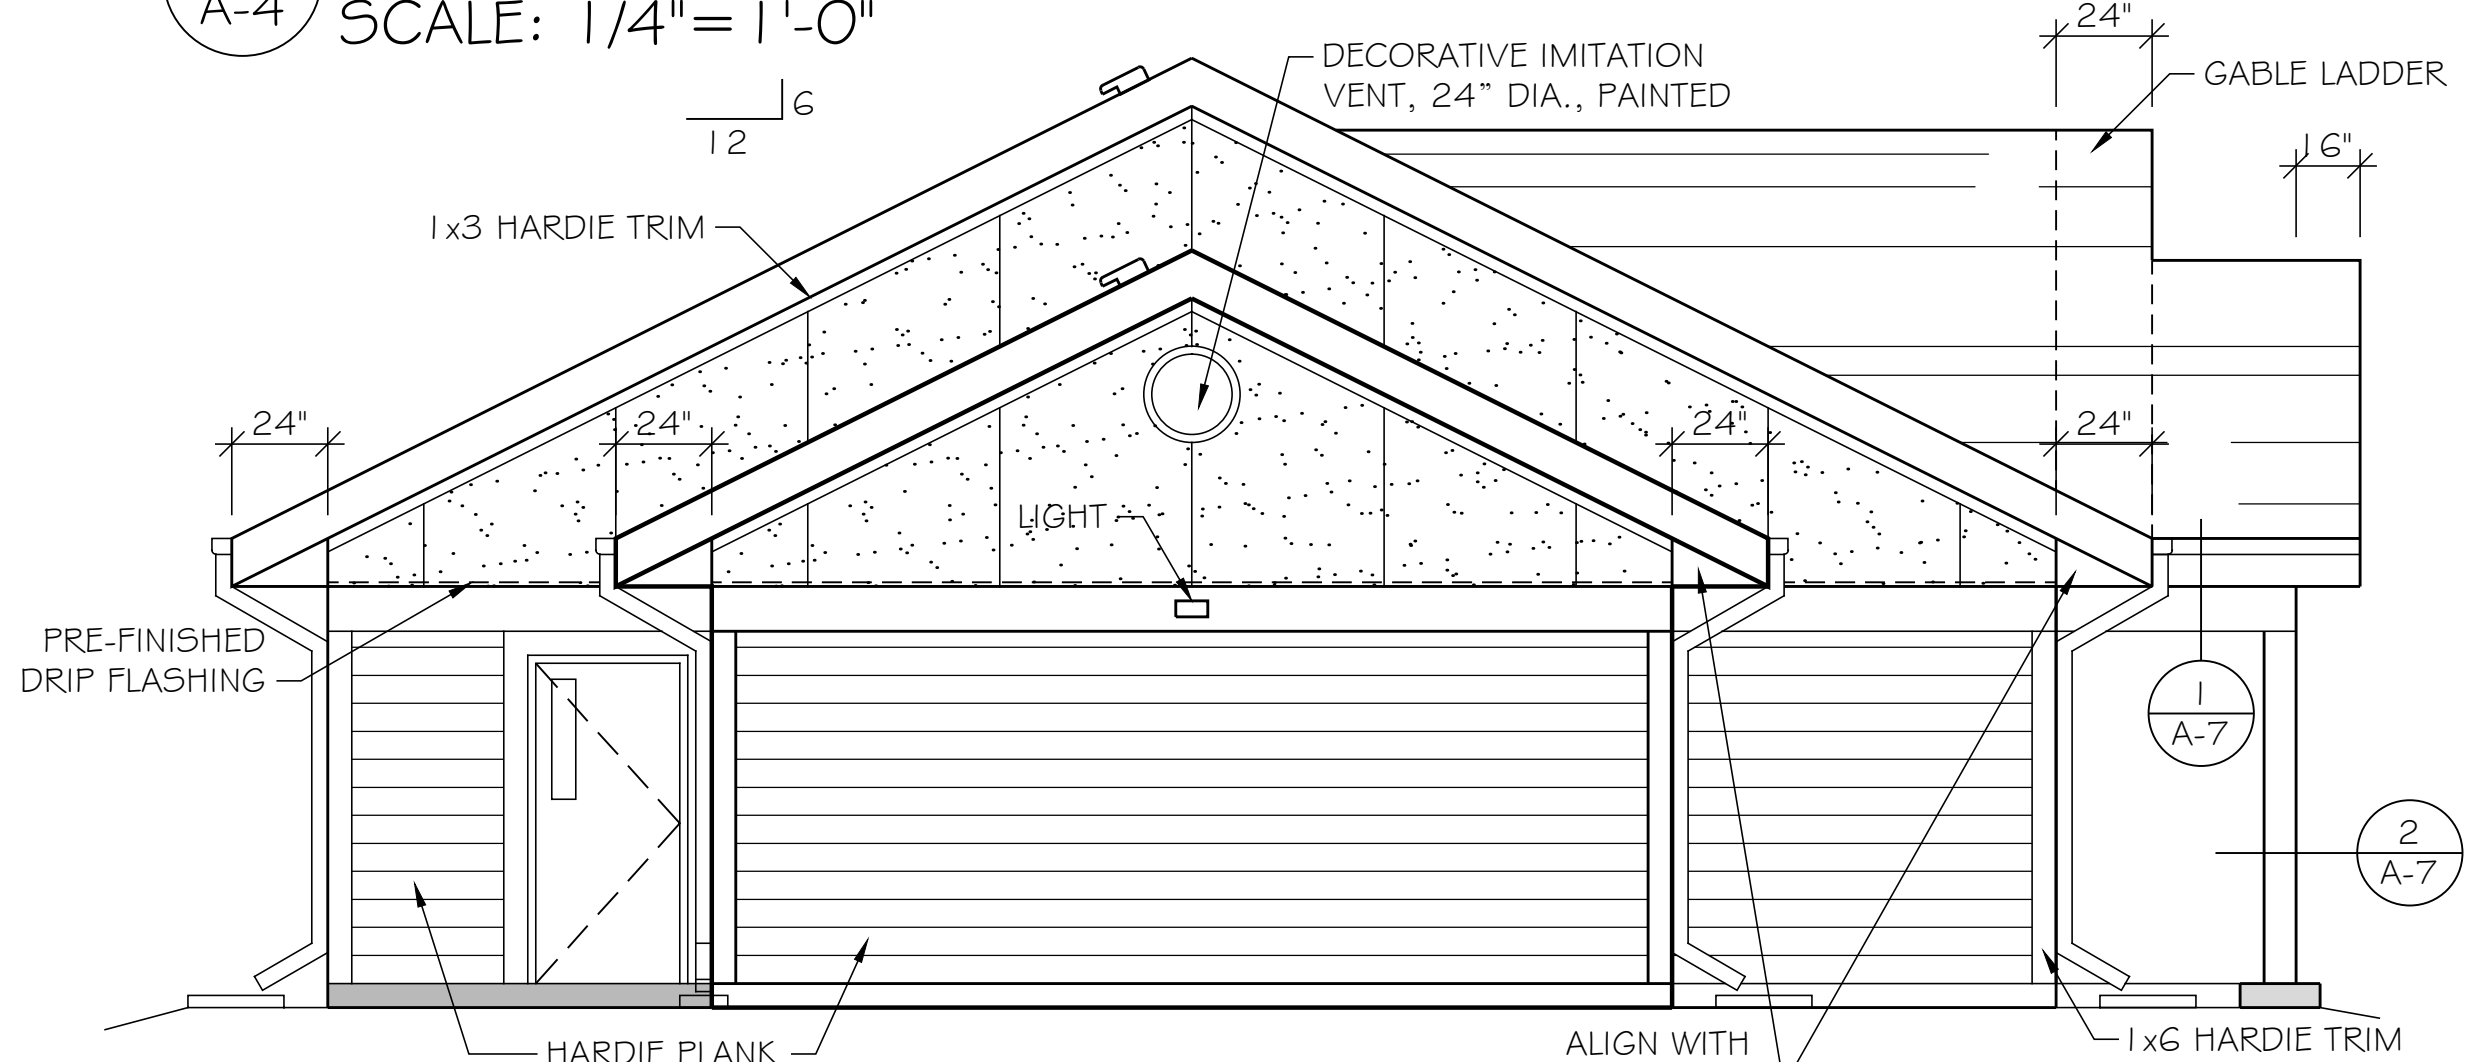 A-4
SCALE: 1/4"= 1'-0"
24"
DECORATIVE IMITATION
VENT, 24” DIA., PAINTED
GABLE LADDER
6
12
16"
1x3 HARDIE TRIM
24"
24"
24"
24"
LIGHT
PRE-FINISHED
DRIP FLASHING
1
A-7
2
A-7
HARDIE PLANK
ALIGN WITH
1x6 HARDIE TRIM